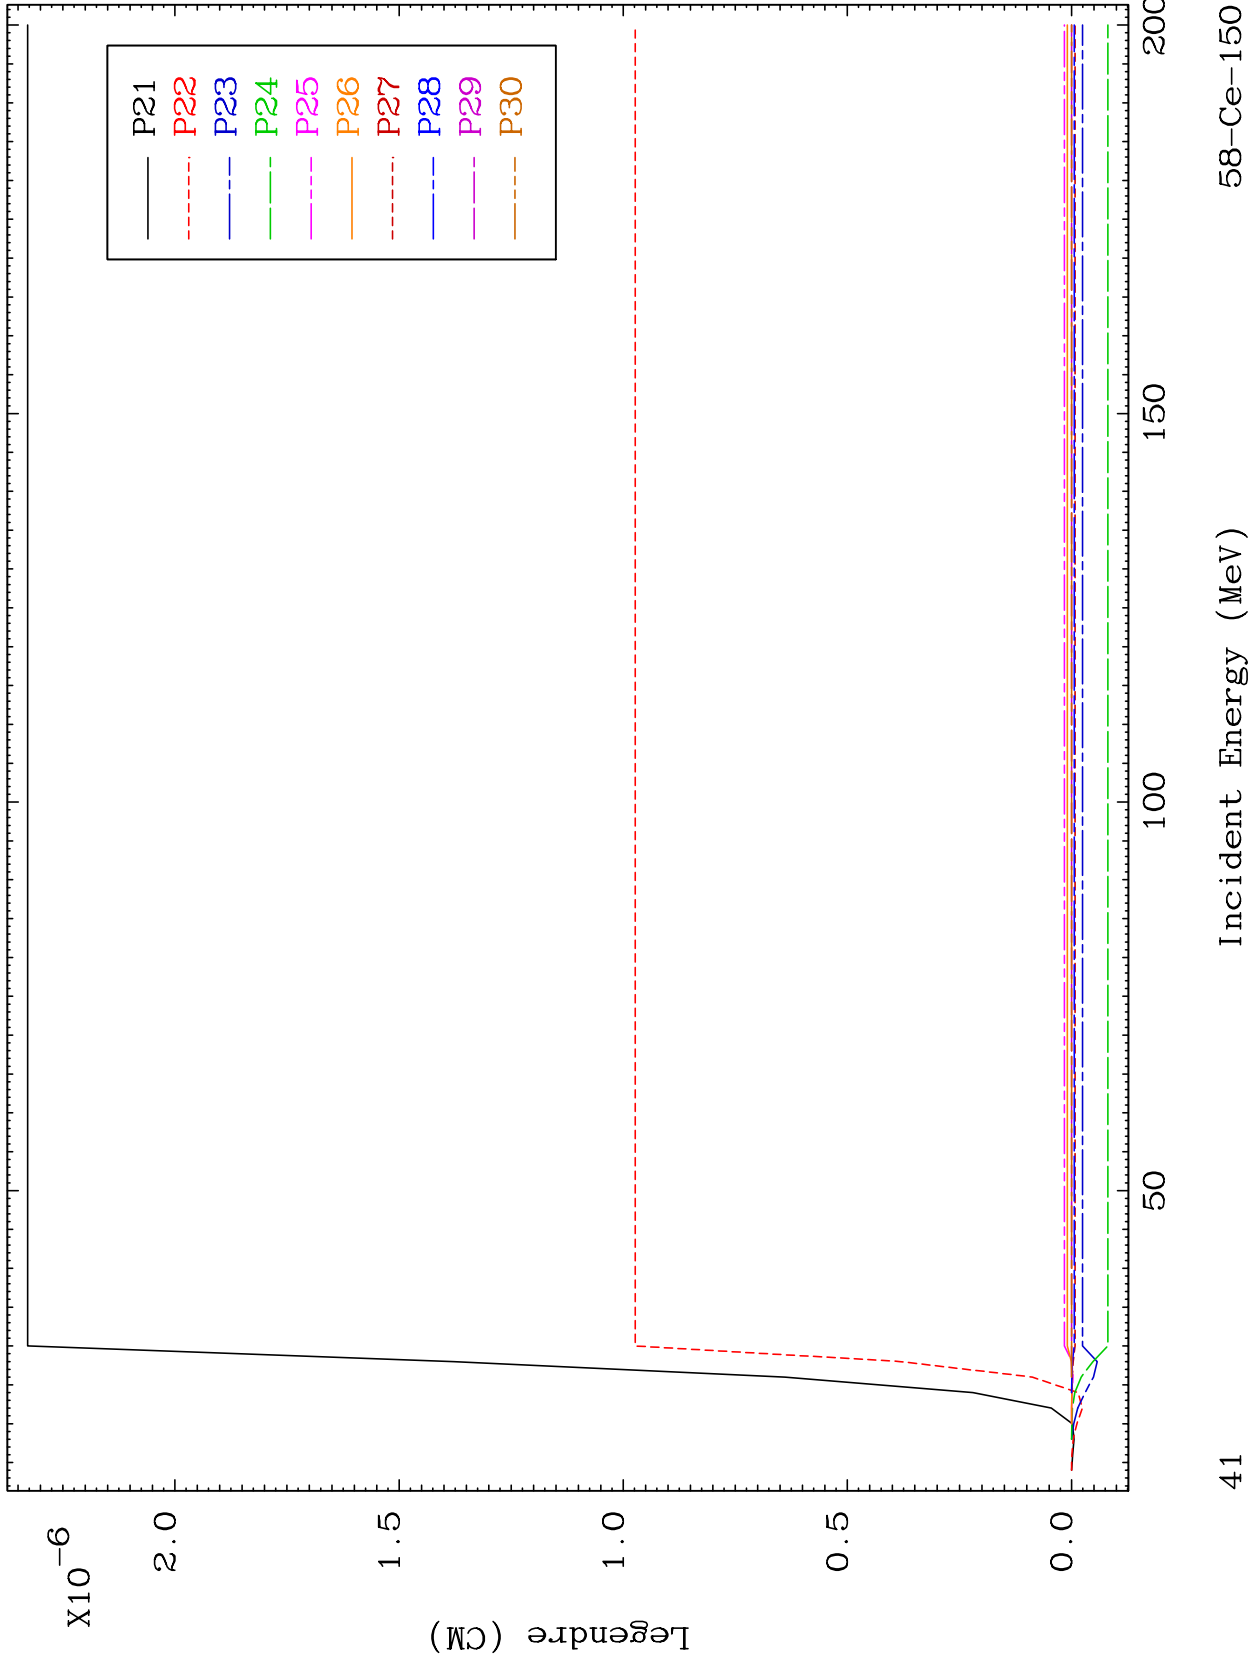 X10-6
2.0
1.5
1.0
0.5
0.0
Legendre (CM)
P21
P22
P23
P24
P25
P26
P27
P28
P29
P30
50
100
150
200
Incident Energy (MeV)
41
58-Ce-150